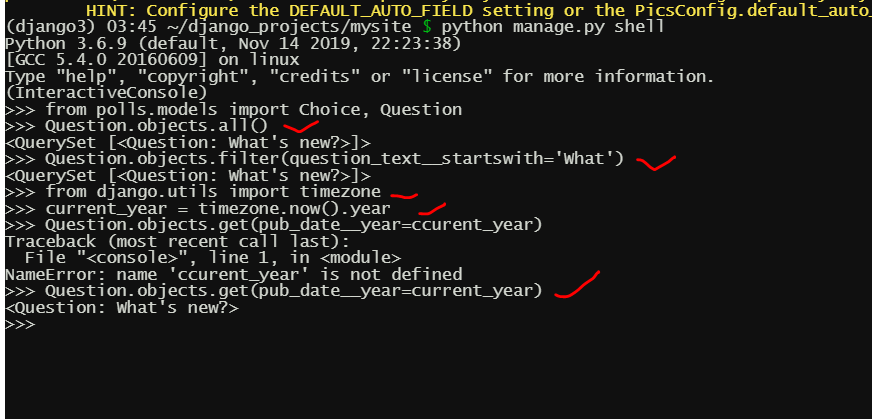 HINT: Configure the DEFAULT_AUTO_FIELD setting or the PicsConfig.default_auto_
(django3) 03:45 ~/django_projects/mysite $ python manage.py shell
Python 3.6.9 (default, Nov 14 2019, 22:23:38)
[GCC 5.4.0 20160609] on linux
Type "help", "copyright", "credits" or "license" for more information.
(InteractiveConsole)
>>> from polls.models import Choice, Question
>>> Question.objects.all()
<QuerySet [<Question: What's new?>]>
>>> Question.objects.filter(question_text__startswith='What')
<QuerySet [<Question: What's new?>]>
>>> from django.utils import timezone
>>> current_year = timezone.now().year
>>> Question.objects.get(pub_date__year=ccurent_year)
Traceback (most recent call last):
  File "<console>", line 1, in <module>
NameError: name 'ccurent_year' is not defined
>>> Question.objects.get(pub_date__year=current_year)
<Question: What's new?>
>>>